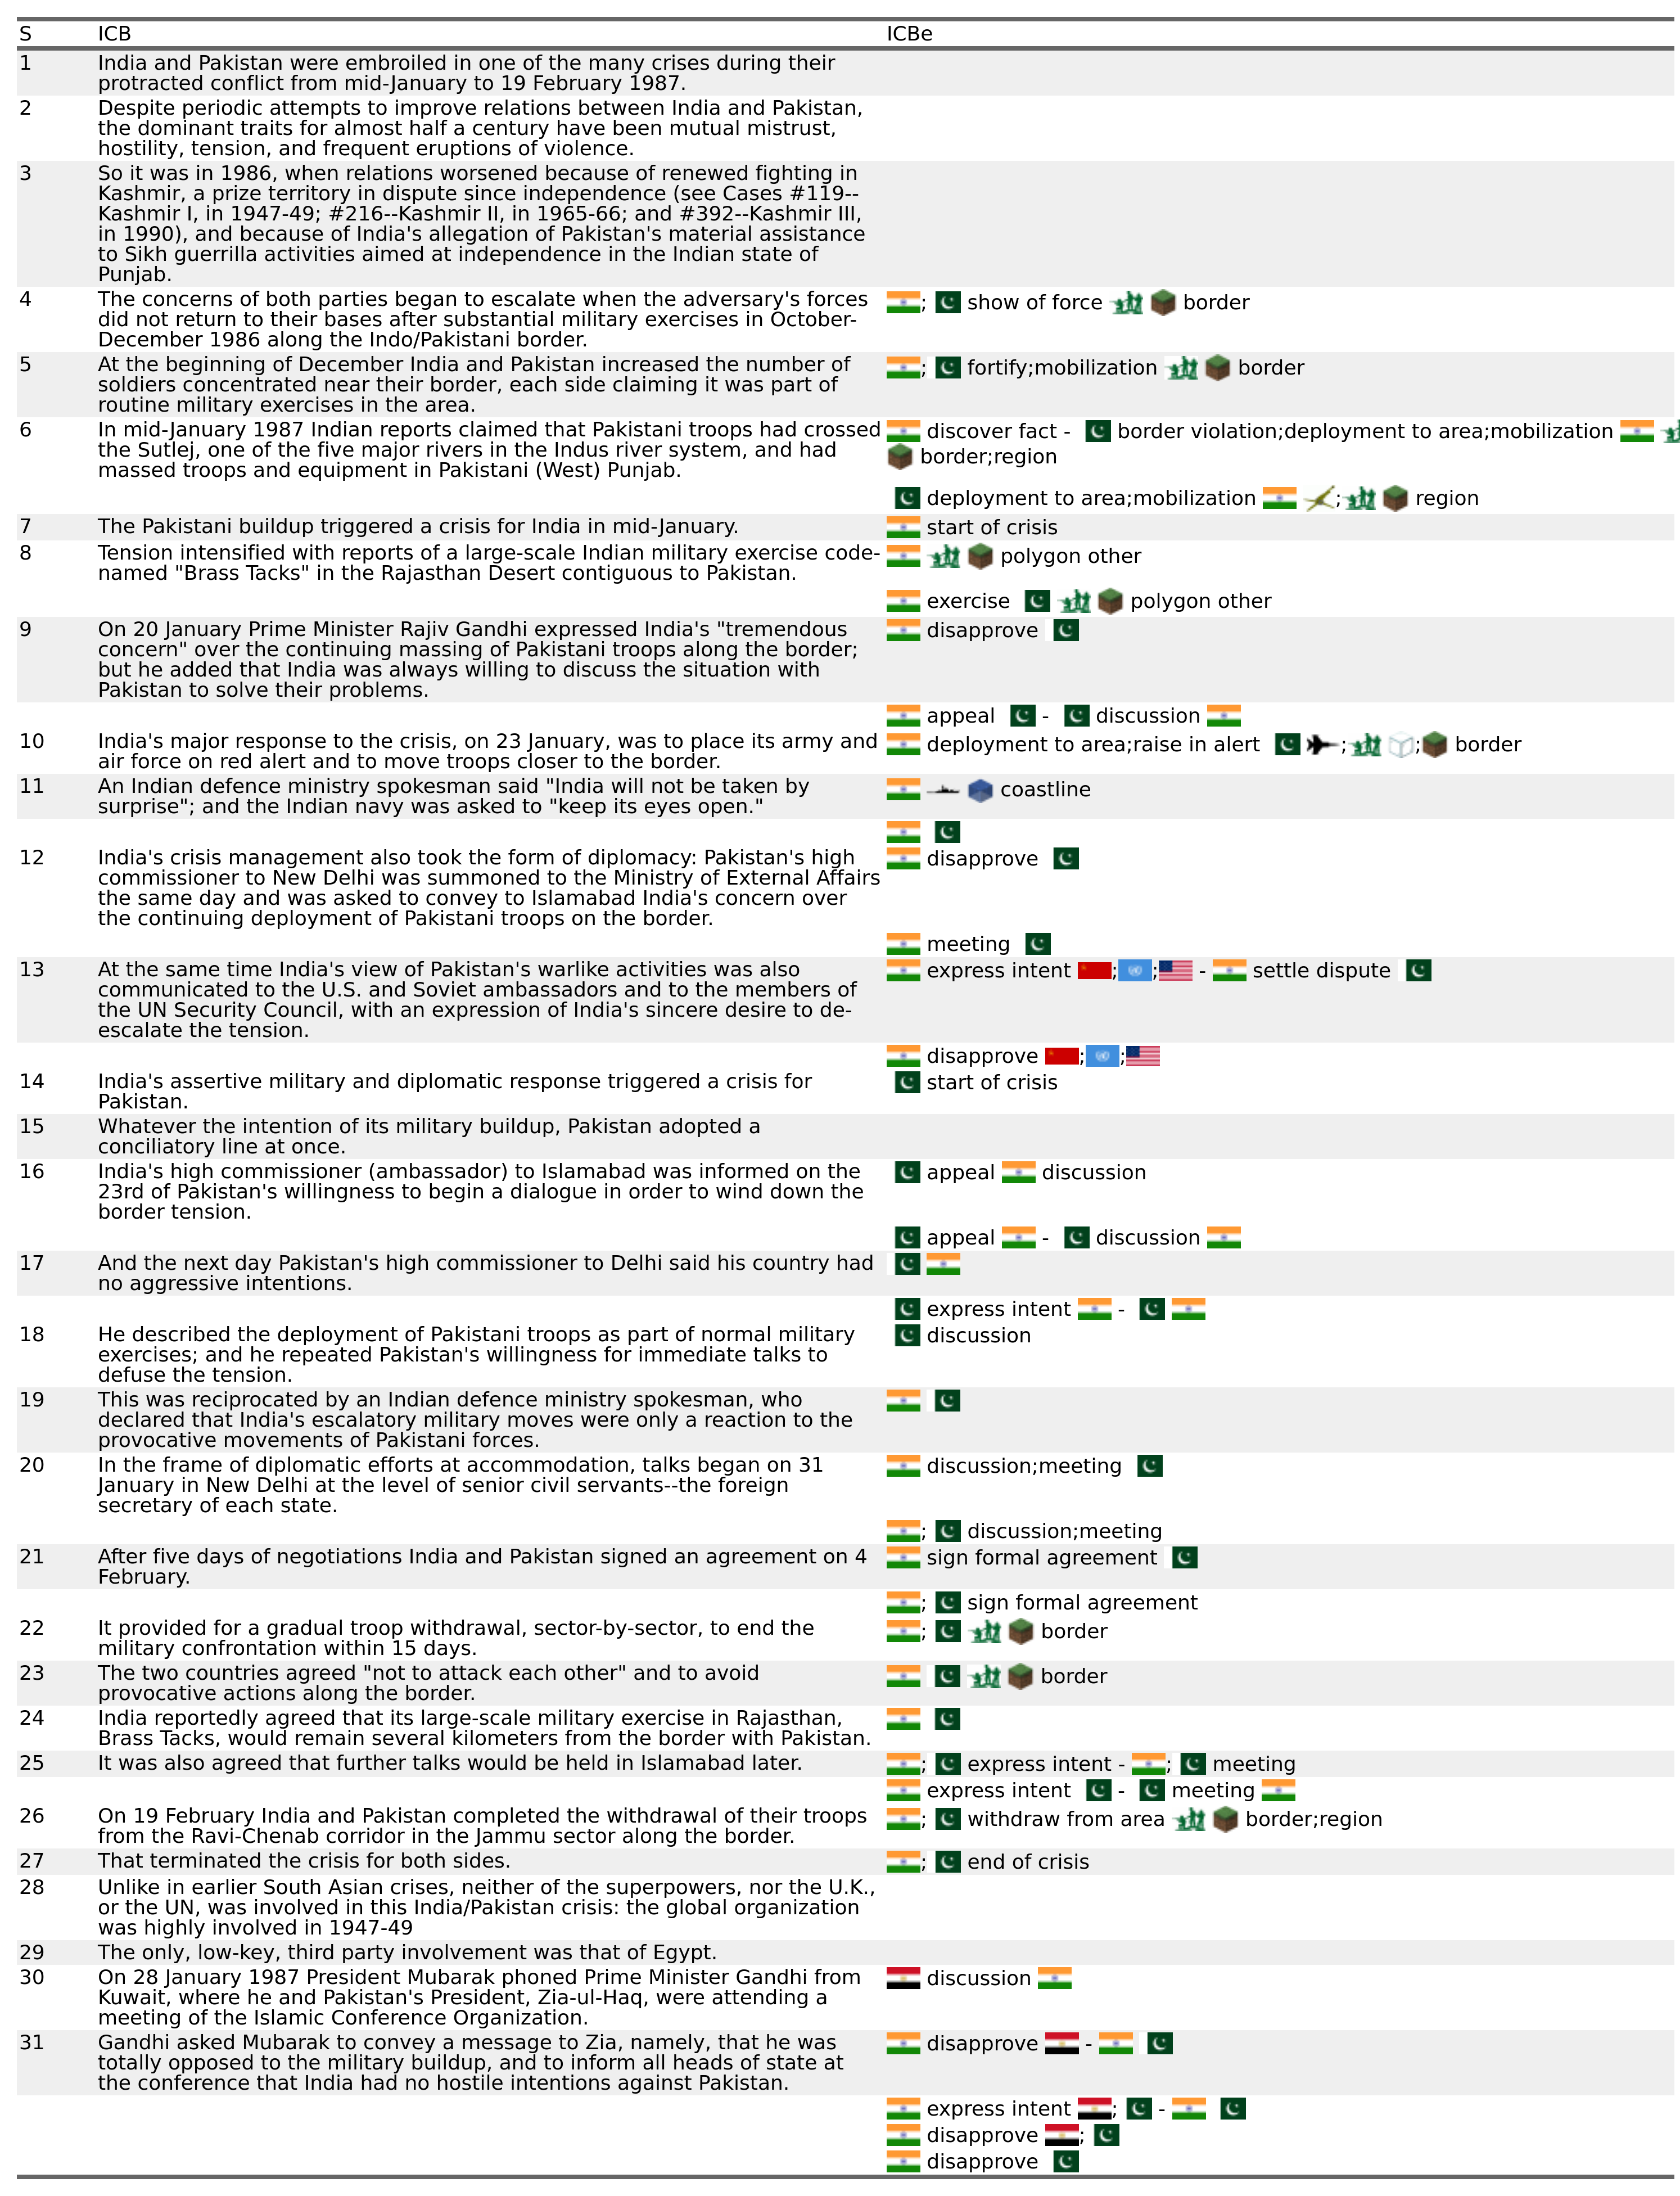 S ICB ICBe
1 India and Pakistan were embroiled in one of the many crises during their
protracted conflict from mid-January to 19 February 1987.
2 Despite periodic attempts to improve relations between India and Pakistan,
the dominant traits for almost half a century have been mutual mistrust,
hostility, tension, and frequent eruptions of violence.
3 So it was in 1986, when relations worsened because of renewed fighting in
Kashmir, a prize territory in dispute since independence (see Cases #119--
Kashmir I, in 1947-49; #216--Kashmir II, in 1965-66; and #392--Kashmir III,
in 1990), and because of India's allegation of Pakistan's material assistance
to Sikh guerrilla activities aimed at independence in the Indian state of
Punjab.
4 The concerns of both parties began to escalate when the adversary's forces ; show of force border
did not return to their bases after substantial military exercises in October-
December 1986 along the Indo/Pakistani border.
5 At the beginning of December India and Pakistan increased the number of ; fortify;mobilization border
soldiers concentrated near their border, each side claiming it was part of
routine military exercises in the area.
6 In mid-January 1987 Indian reports claimed that Pakistani troops had crossed discover fact - border violation;deployment to area;mobilization
the Sutlej, one of the five major rivers in the Indus river system, and had border;region
massed troops and equipment in Pakistani (West) Punjab.
deployment to area;mobilization ; region
7 The Pakistani buildup triggered a crisis for India in mid-January. start of crisis
8 Tension intensified with reports of a large-scale Indian military exercise code- polygon other
named "Brass Tacks" in the Rajasthan Desert contiguous to Pakistan.
exercise polygon other
9 On 20 January Prime Minister Rajiv Gandhi expressed India's "tremendous disapprove
concern" over the continuing massing of Pakistani troops along the border;
but he added that India was always willing to discuss the situation with
Pakistan to solve their problems.
appeal - discussion
10 India's major response to the crisis, on 23 January, was to place its army and deployment to area;raise in alert ; ; border
air force on red alert and to move troops closer to the border.
11 An Indian defence ministry spokesman said "India will not be taken by coastline
surprise"; and the Indian navy was asked to "keep its eyes open."
12 India's crisis management also took the form of diplomacy: Pakistan's high disapprove
commissioner to New Delhi was summoned to the Ministry of External Affairs
the same day and was asked to convey to Islamabad India's concern over
the continuing deployment of Pakistani troops on the border.
meeting
13 At the same time India's view of Pakistan's warlike activities was also express intent ; ; - settle dispute
communicated to the U.S. and Soviet ambassadors and to the members of
the UN Security Council, with an expression of India's sincere desire to de-
escalate the tension.
disapprove ; ;
14 India's assertive military and diplomatic response triggered a crisis for start of crisis
Pakistan.
15 Whatever the intention of its military buildup, Pakistan adopted a
conciliatory line at once.
16 India's high commissioner (ambassador) to Islamabad was informed on the appeal discussion
23rd of Pakistan's willingness to begin a dialogue in order to wind down the
border tension.
appeal - discussion
17 And the next day Pakistan's high commissioner to Delhi said his country had
no aggressive intentions.
express intent -
18 He described the deployment of Pakistani troops as part of normal military discussion
exercises; and he repeated Pakistan's willingness for immediate talks to
defuse the tension.
19 This was reciprocated by an Indian defence ministry spokesman, who
declared that India's escalatory military moves were only a reaction to the
provocative movements of Pakistani forces.
20 In the frame of diplomatic efforts at accommodation, talks began on 31 discussion;meeting
January in New Delhi at the level of senior civil servants--the foreign
secretary of each state.
; discussion;meeting
21 After five days of negotiations India and Pakistan signed an agreement on 4 sign formal agreement
February.
; sign formal agreement
22 It provided for a gradual troop withdrawal, sector-by-sector, to end the ; border
military confrontation within 15 days.
23 The two countries agreed "not to attack each other" and to avoid border
provocative actions along the border.
24 India reportedly agreed that its large-scale military exercise in Rajasthan,
Brass Tacks, would remain several kilometers from the border with Pakistan.
25 It was also agreed that further talks would be held in Islamabad later. ; express intent - ; meeting
express intent - meeting
26 On 19 February India and Pakistan completed the withdrawal of their troops ; withdraw from area border;region
from the Ravi-Chenab corridor in the Jammu sector along the border.
27 That terminated the crisis for both sides. ; end of crisis
28 Unlike in earlier South Asian crises, neither of the superpowers, nor the U.K.,
or the UN, was involved in this India/Pakistan crisis: the global organization
was highly involved in 1947-49
29 The only, low-key, third party involvement was that of Egypt.
30 On 28 January 1987 President Mubarak phoned Prime Minister Gandhi from discussion
Kuwait, where he and Pakistan's President, Zia-ul-Haq, were attending a
meeting of the Islamic Conference Organization.
31 Gandhi asked Mubarak to convey a message to Zia, namely, that he was disapprove -
totally opposed to the military buildup, and to inform all heads of state at
the conference that India had no hostile intentions against Pakistan.
express intent ; -
disapprove ;
disapprove